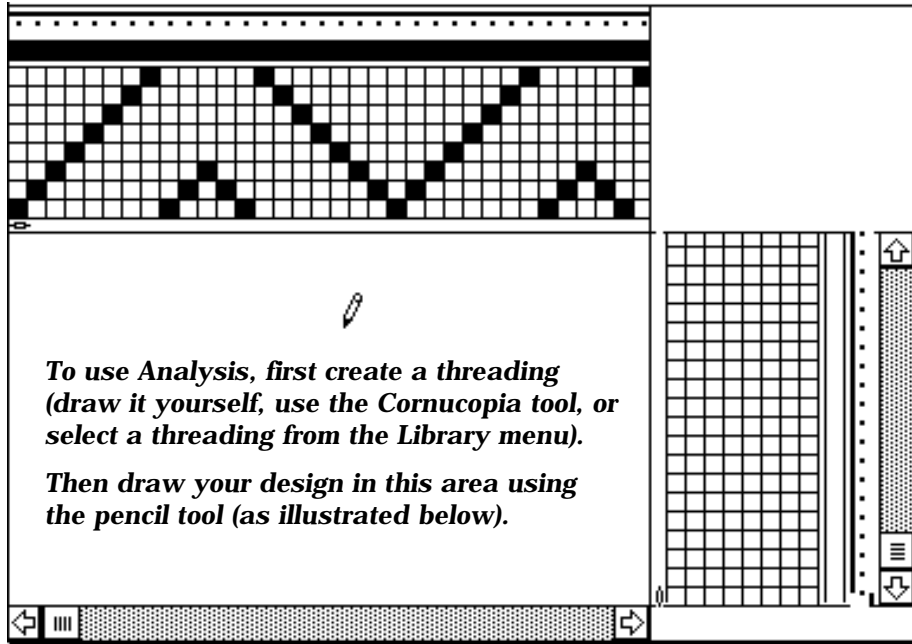 To use Analysis, first create a threading
(draw it yourself, use the Cornucopia tool, or
select a threading from the Library menu).
Then draw your design in this area using
the pencil tool (as illustrated below).